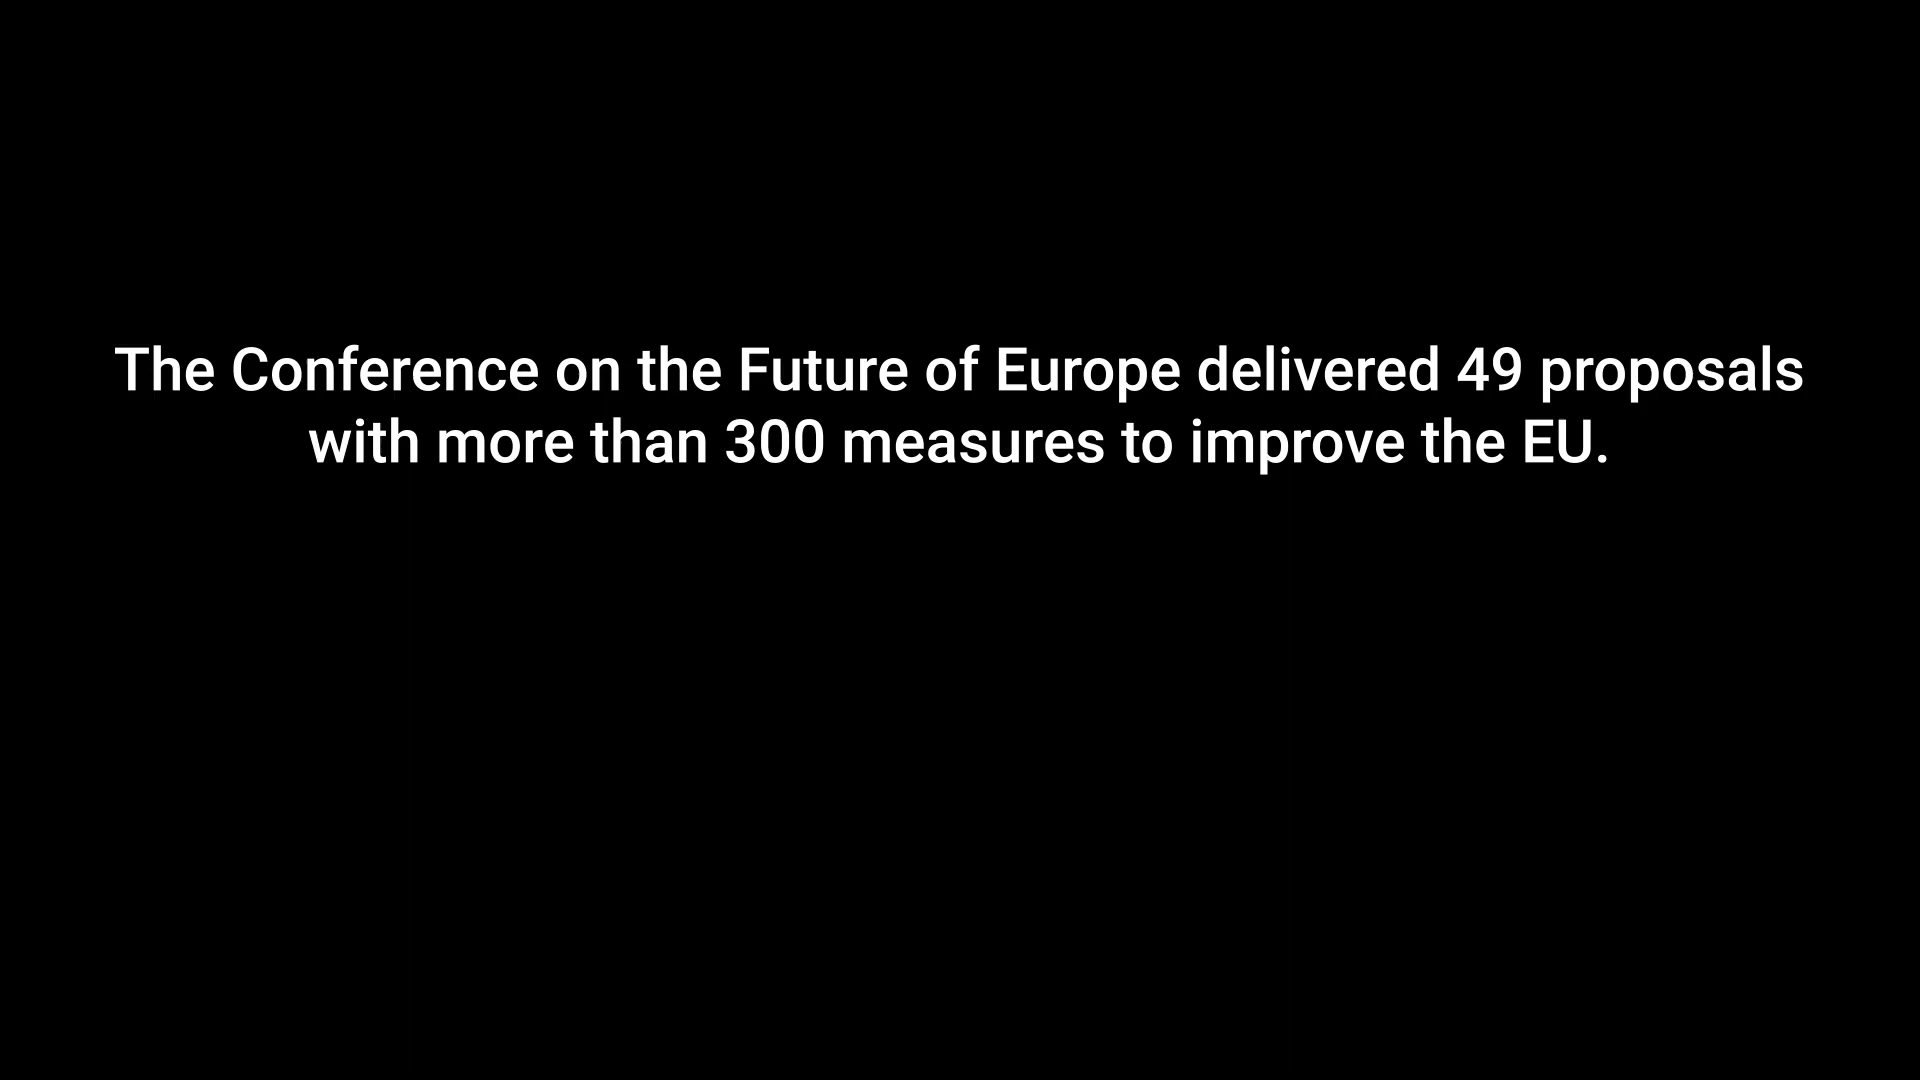 The Conference on the Future of Europe delivered 49 proposals
with more than 300 measures to improve the EU.